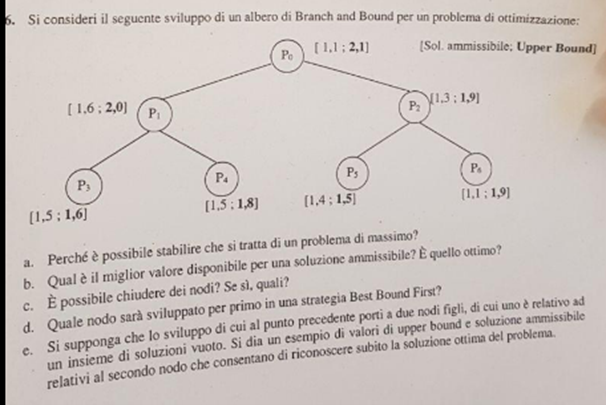 6. Si consideri il seguente sviluppo di un albero di Branch and Bound per un problema di ottimizzazione:
P0 [ 1,1 ; 2,1] [Sol. ammissibile; Upper Bound]
[ 1,6 ; 2,0] P1 P2 [1,3 ; 1,9]
P3 P4 P5 P6
[1,5 ; 1,6] [1,5 ; 1,8] [1,4 ; 1,5] [1,1 ; 1,9]
a. Perché è possibile stabilire che si tratta di un problema di massimo?
b. Qual è il miglior valore disponibile per una soluzione ammissibile? È quello ottimo?
c. È possibile chiudere dei nodi? Se sì, quali?
d. Quale nodo sarà sviluppato per primo in una strategia Best Bound First?
e. Si supponga che lo sviluppo di cui al punto precedente porti a due nodi figli, di cui uno è relativo ad
un insieme di soluzioni vuoto. Si dia un esempio di valori di upper bound e soluzione ammissibile
relativi al secondo nodo che consentano di riconoscere subito la soluzione ottima del problema.